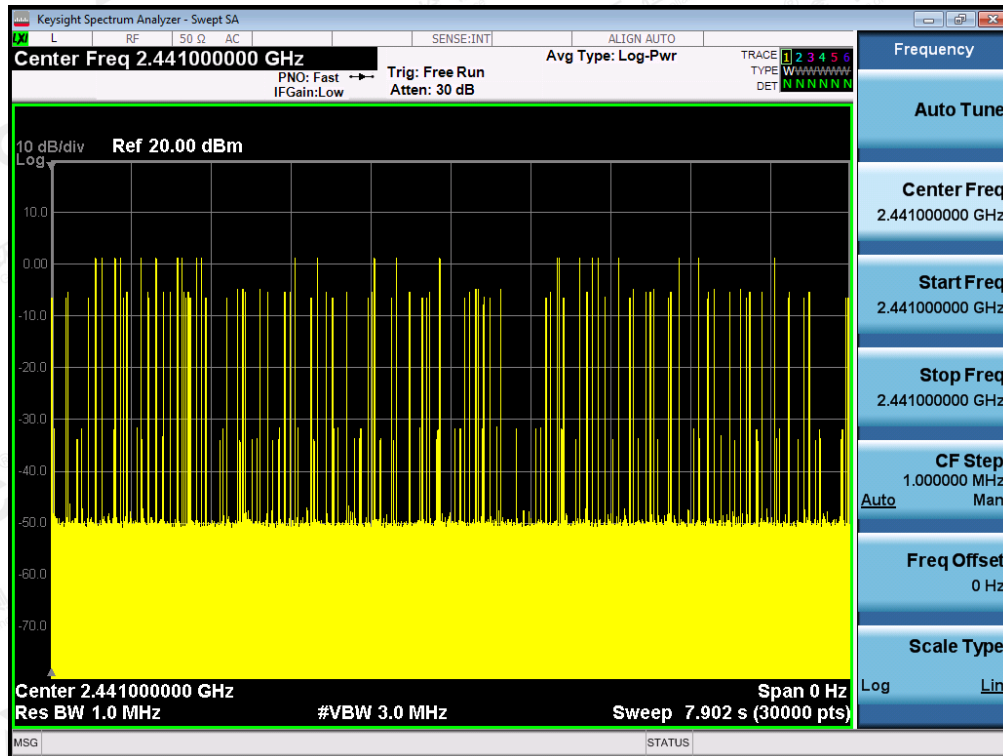 Keysight Spectrum Analyzer - Swept SA
LXI L RF 50 Ω AC SENSE:INT ALIGN AUTO
Center Freq 2.441000000 GHz
PNO: Fast
IFGain:Low
Trig: Free Run
Atten: 30 dB
Avg Type: Log-Pwr
TRACE 1 2 3 4 5 6
TYPE WWWWWW
DET N N N N N N
10 dB/div Ref 20.00 dBm
Log
10.0
0.00
-10.0
-20.0
-30.0
-40.0
-50.0
-60.0
-70.0
Center 2.441000000 GHz Span 0 Hz
Res BW 1.0 MHz #VBW 3.0 MHz Sweep 7.902 s (30000 pts)
MSG STATUS
Frequency
Auto Tune
Center Freq
2.441000000 GHz
Start Freq
2.441000000 GHz
Stop Freq
2.441000000 GHz
CF Step
1.000000 MHz
Auto Man
Freq Offset
0 Hz
Scale Type
Log Lin